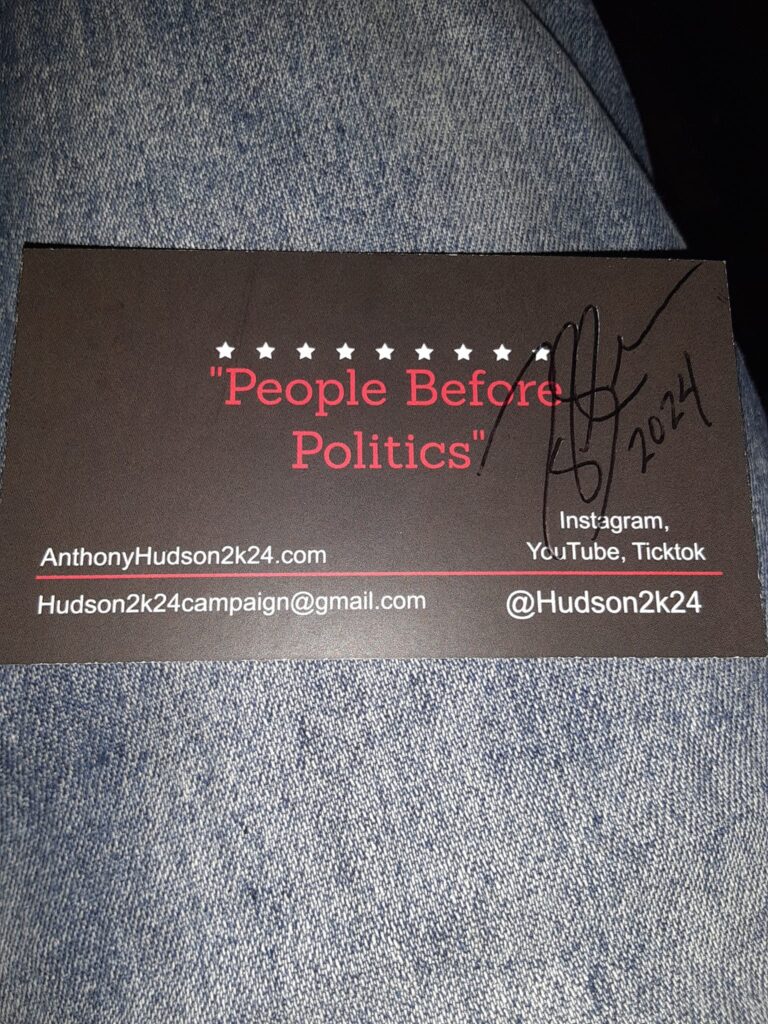 "People Before
Politics"
2024
Instagram,
YouTube, Ticktok
AnthonyHudson2k24.com
Hudson2k24campaign@gmail.com
@Hudson2k24